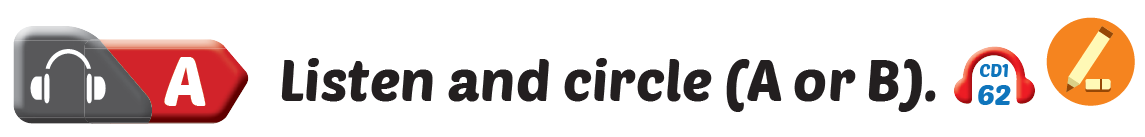 A Listen and circle (A or B). CD1
62